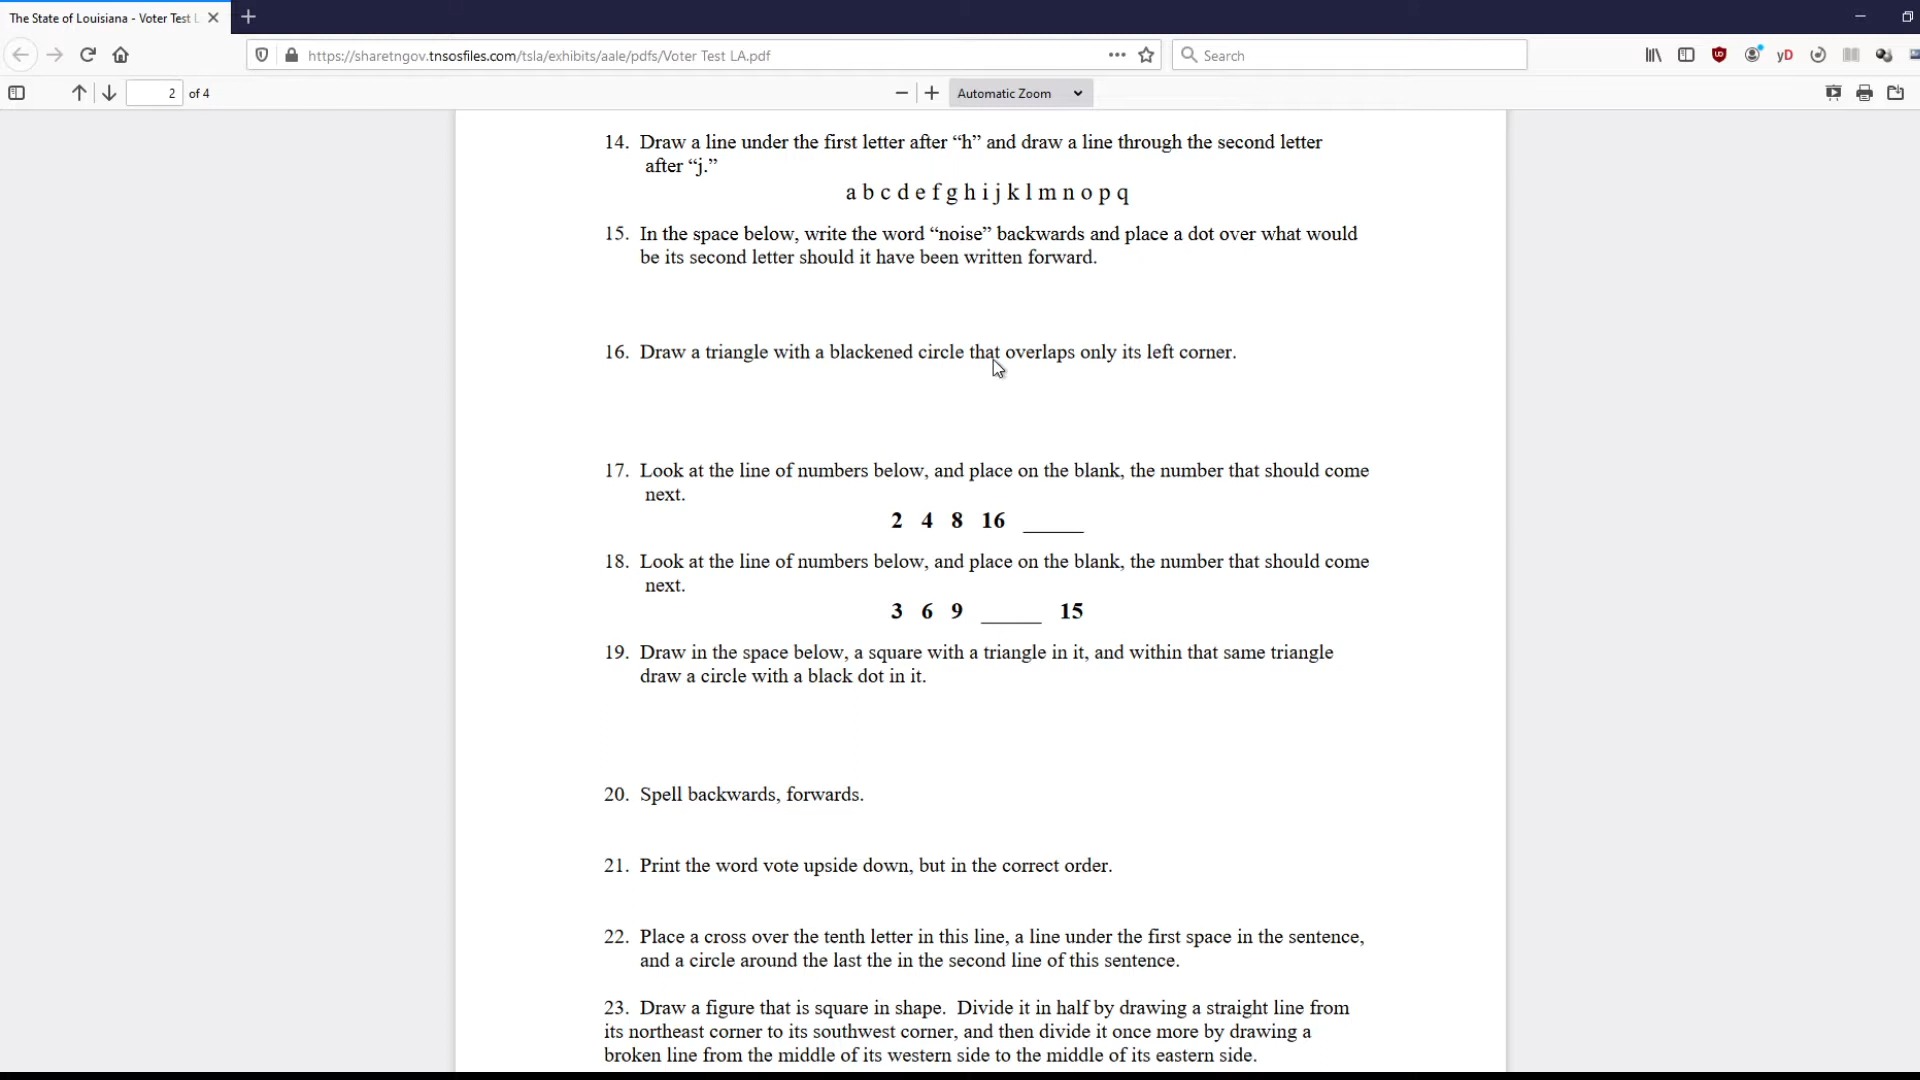 The State of Louisiana - Voter Test L
https://sharetngov.tnsosfiles.com/tsla/exhibits/aale/pdfs/Voter Test LA.pdf
Search
yD
2 of 4
Automatic Zoom
14. Draw a line under the first letter after “h” and draw a line through the second letter
after “j.”
a b c d e f g h i j k l m n o p q
15. In the space below, write the word “noise” backwards and place a dot over what would
be its second letter should it have been written forward.
16. Draw a triangle with a blackened circle that overlaps only its left corner.
17. Look at the line of numbers below, and place on the blank, the number that should come
next.
2 4 8 16 _____
18. Look at the line of numbers below, and place on the blank, the number that should come
next.
3 6 9 _____ 15
19. Draw in the space below, a square with a triangle in it, and within that same triangle
draw a circle with a black dot in it.
20. Spell backwards, forwards.
21. Print the word vote upside down, but in the correct order.
22. Place a cross over the tenth letter in this line, a line under the first space in the sentence,
and a circle around the last the in the second line of this sentence.
23. Draw a figure that is square in shape. Divide it in half by drawing a straight line from
its northeast corner to its southwest corner, and then divide it once more by drawing a
broken line from the middle of its western side to the middle of its eastern side.